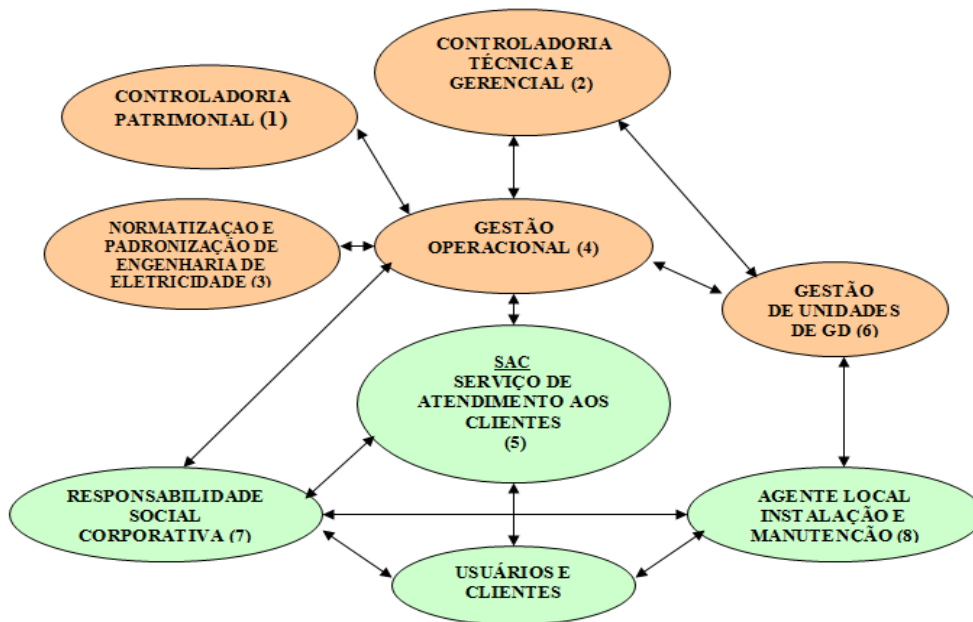 CONTROLADORIA
TÉCNICA E
GERENCIAL (2)
CONTROLADORIA
PATRIMONIAL (1)
NORMATIZAÇAO E
PADRONIZAÇÃO DE
ENGENHARIA DE
ELETRICIDADE (3)
GESTÃO
OPERACIONAL (4)
GESTÃO
DE UNIDADES
DE GD (6)
SAC
SERVIÇO DE
ATENDIMENTO AOS
CLIENTES
(5)
RESPONSABILIDADE
SOCIAL
CORPORATIVA (7)
AGENTE LOCAL
INSTALAÇÃO E
MANUTENCÃO (8)
USUÁRIOS E
CLIENTES